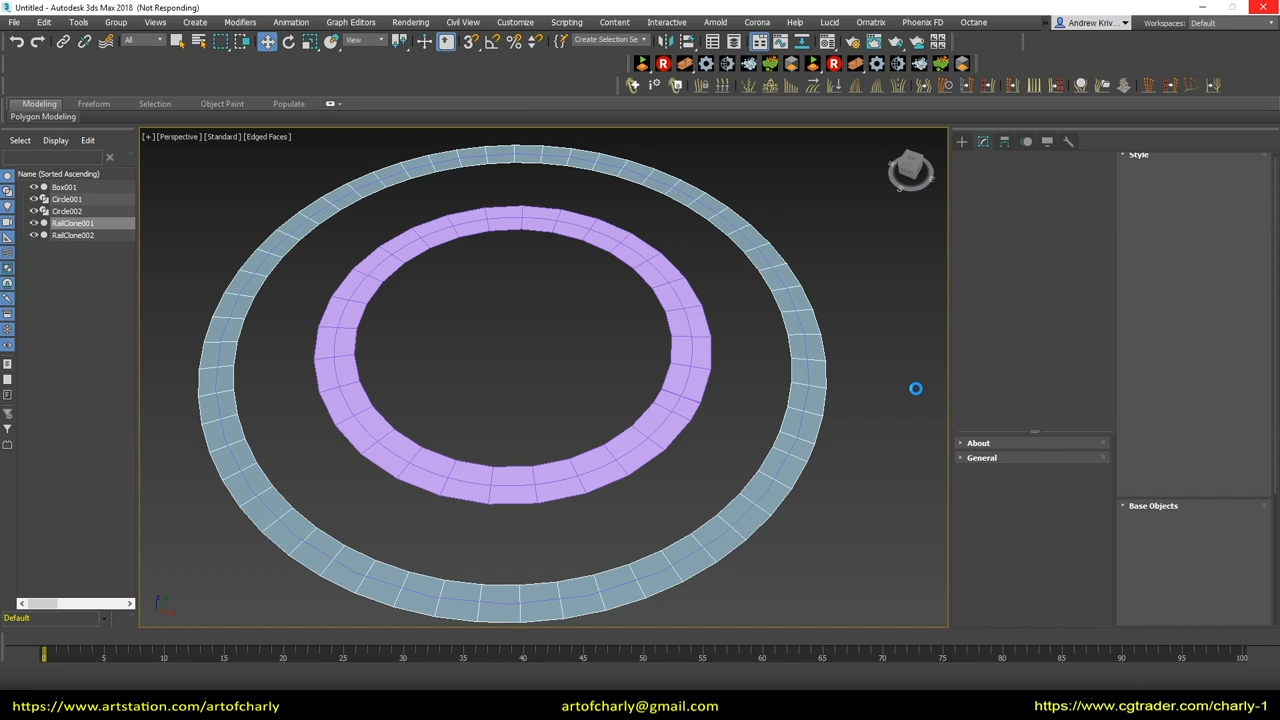 Untitled - Autodesk 3ds Max 2018 (Not Responding)
File Edit Tools Group Views Create Modifiers Animation Graph Editors Rendering Civil View Customize Scripting Content Interactive Arnold Corona Help Lucid Ornatrix Phoenix FD Octane Andrew Kriv... Workspaces: Default
All View 3 Create Selection Se
Modeling Freeform Selection Object Paint Populate
Polygon Modeling
[+] [Perspective] [Standard] [Edged Faces]
Select Display Edit
Name (Sorted Ascending)
Box001
Circle001
Circle002
RailClone001
RailClone002
Style
About
General
Base Objects
Default
0 5 10 15 20 25 30 35 40 45 50 55 60 65 70 75 80 85 90 95 100
https://www.artstation.com/artofcharly artofcharly@gmail.com https://www.cgtrader.com/charly-1